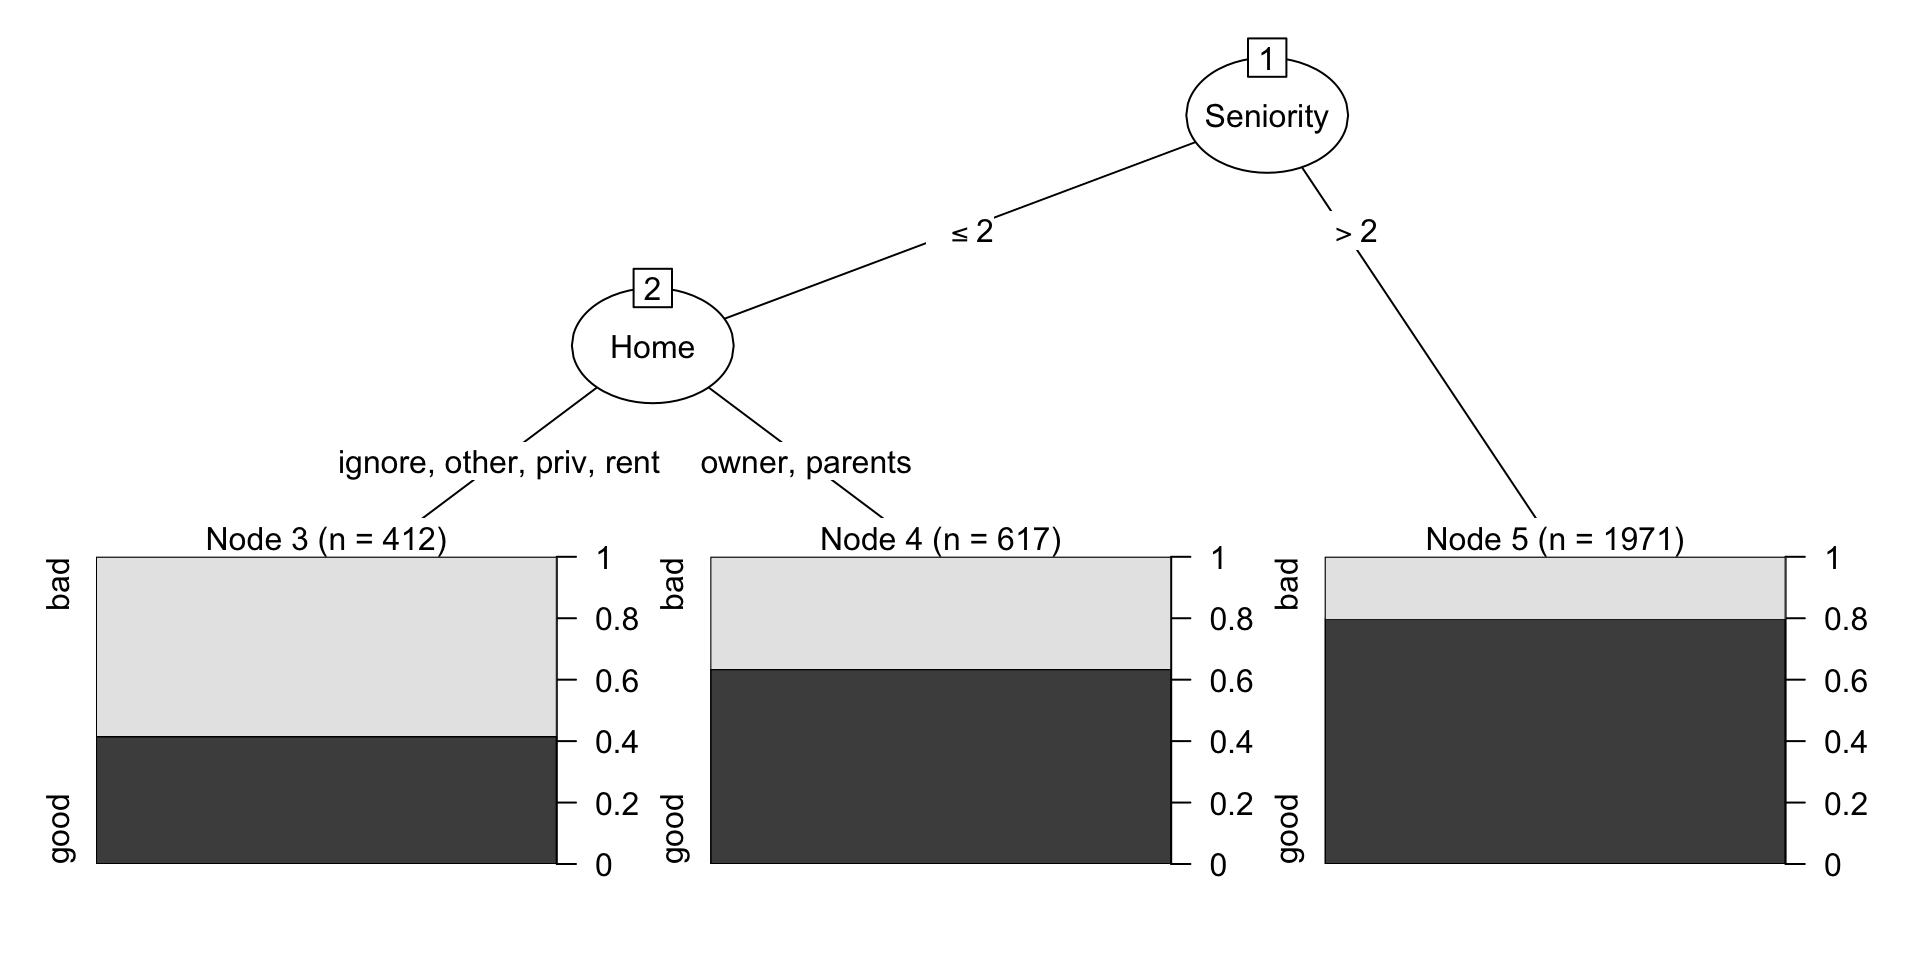 1
Seniority
≤ 2
> 2
2
Home
ignore, other, priv, rent
owner, parents
Node 3 (n = 412)
bad
good
1
0.8
0.6
0.4
0.2
0
Node 4 (n = 617)
bad
good
1
0.8
0.6
0.4
0.2
0
Node 5 (n = 1971)
bad
good
1
0.8
0.6
0.4
0.2
0